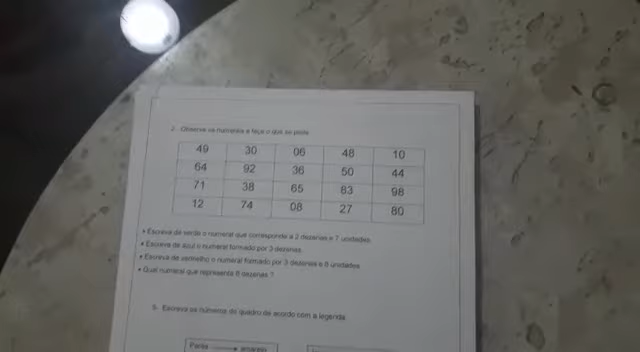 2 - Observe os numerais e faça o que se pede
49 30 06 48 10
64 92 36 50 44
71 38 65 83 98
12 74 08 27 80
• Escreva de verde o numeral que corresponde a 2 dezenas e 7 unidades
• Escreva de azul o numeral formado por 3 dezenas
• Escreva de vermelho o numeral formado por 3 dezenas e 8 unidades
• Qual numeral que representa 8 dezenas ?
Escreva os números do quadro de acordo com a legenda